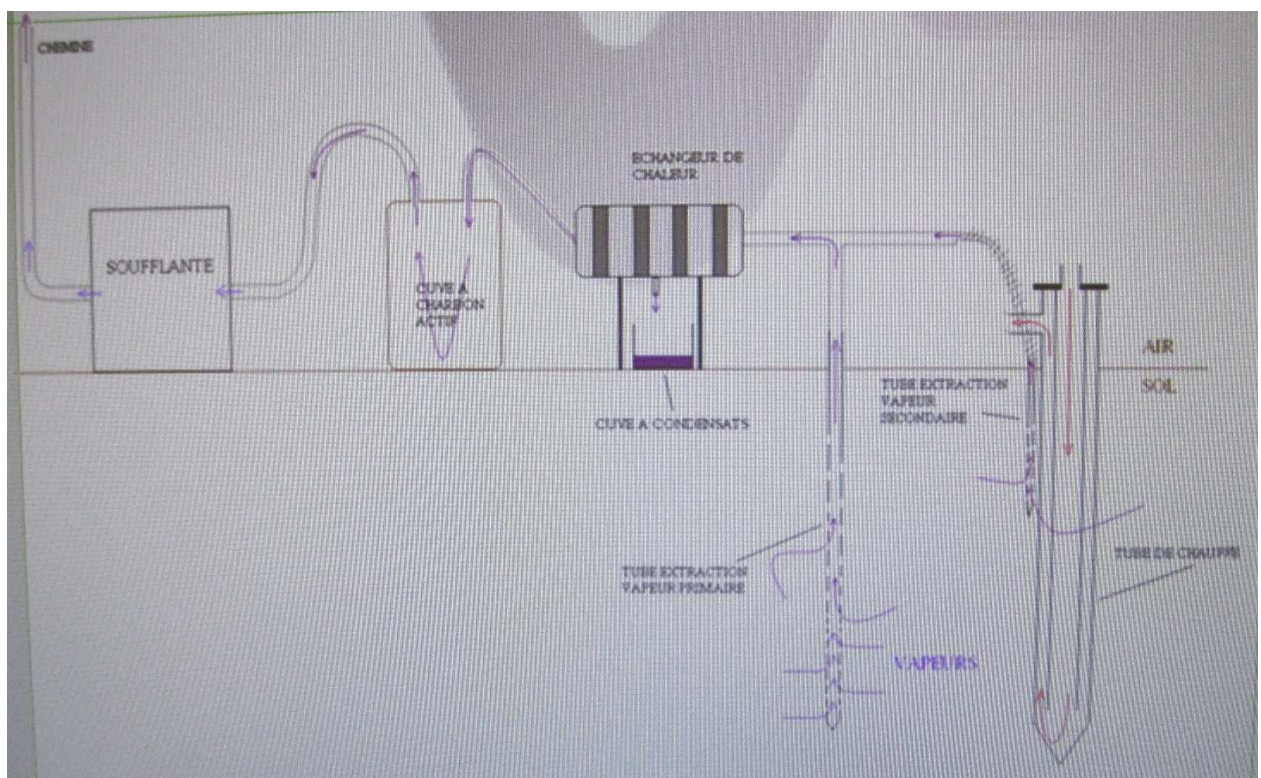 CHEMINE
ECHANGEUR DE
CHALEUR
SOUFFLANTE
CUVE A
CHARBON
ACTIF
AIR
SOL
TUBE EXTRACTION
VAPEUR
SECONDAIRE
CUVE A CONDENSATS
TUBE DE CHAUFFE
TUBE EXTRACTION
VAPEUR PRIMAIRE
VAPEURS